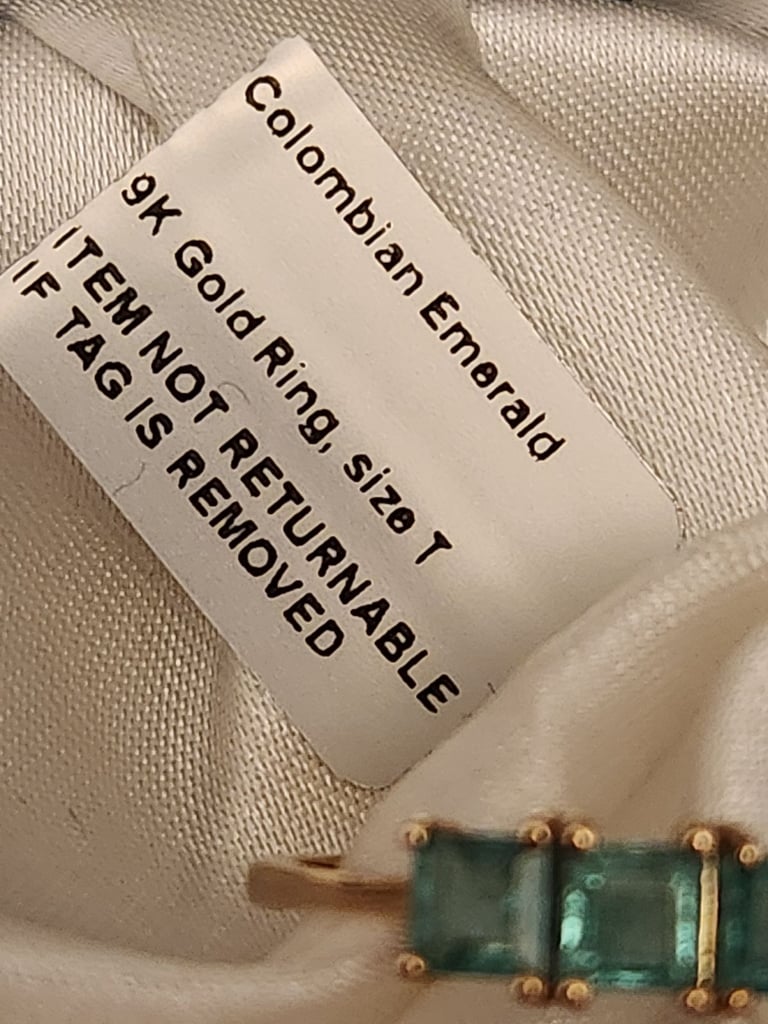 Colombian Emerald
9K Gold Ring, size T
ITEM NOT RETURNABLE
IF TAG IS REMOVED